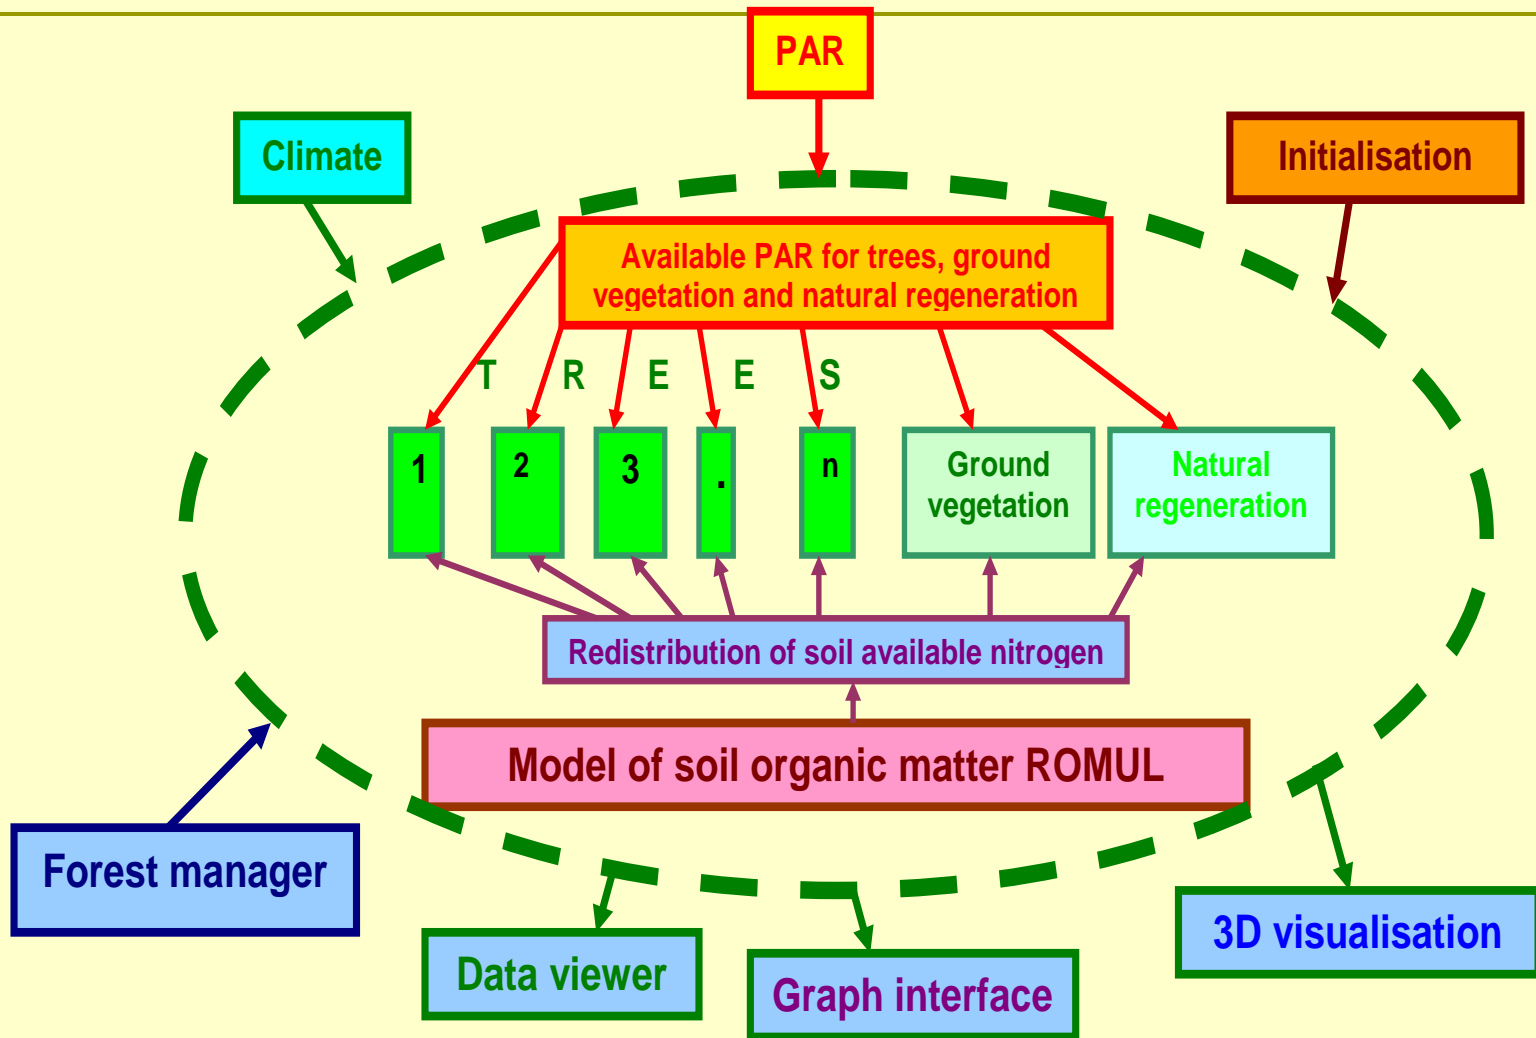 PAR
Climate
Initialisation
Available PAR for trees, ground
vegetation and natural regeneration
T R E E S
1 2 3 . n
Ground
vegetation
Natural
regeneration
Redistribution of soil available nitrogen
Model of soil organic matter ROMUL
Forest manager
Data viewer
Graph interface
3D visualisation